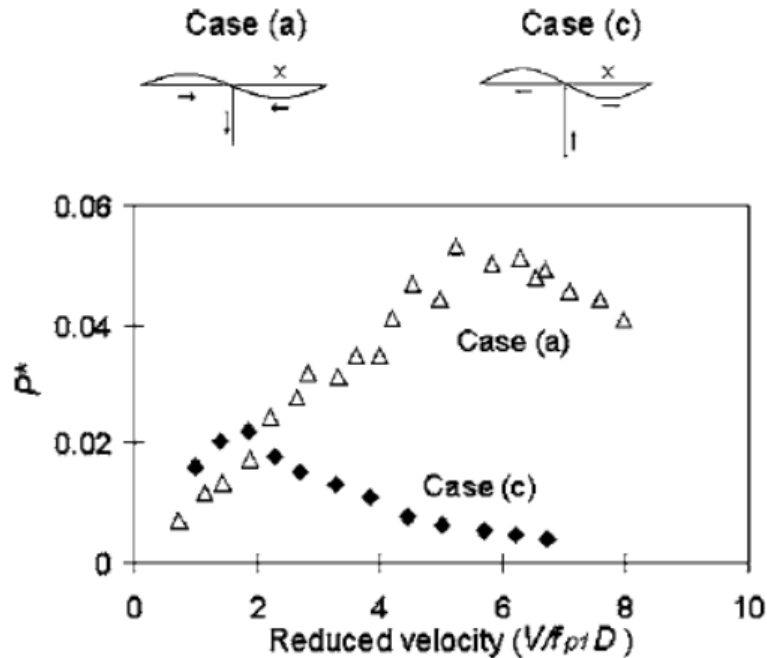 Case (a) Case (c)
x x
0.06
0.04
0.02
0
P*
Case (a)
Case (c)
0 2 4 6 8 10
Reduced velocity (V/f p1 D)